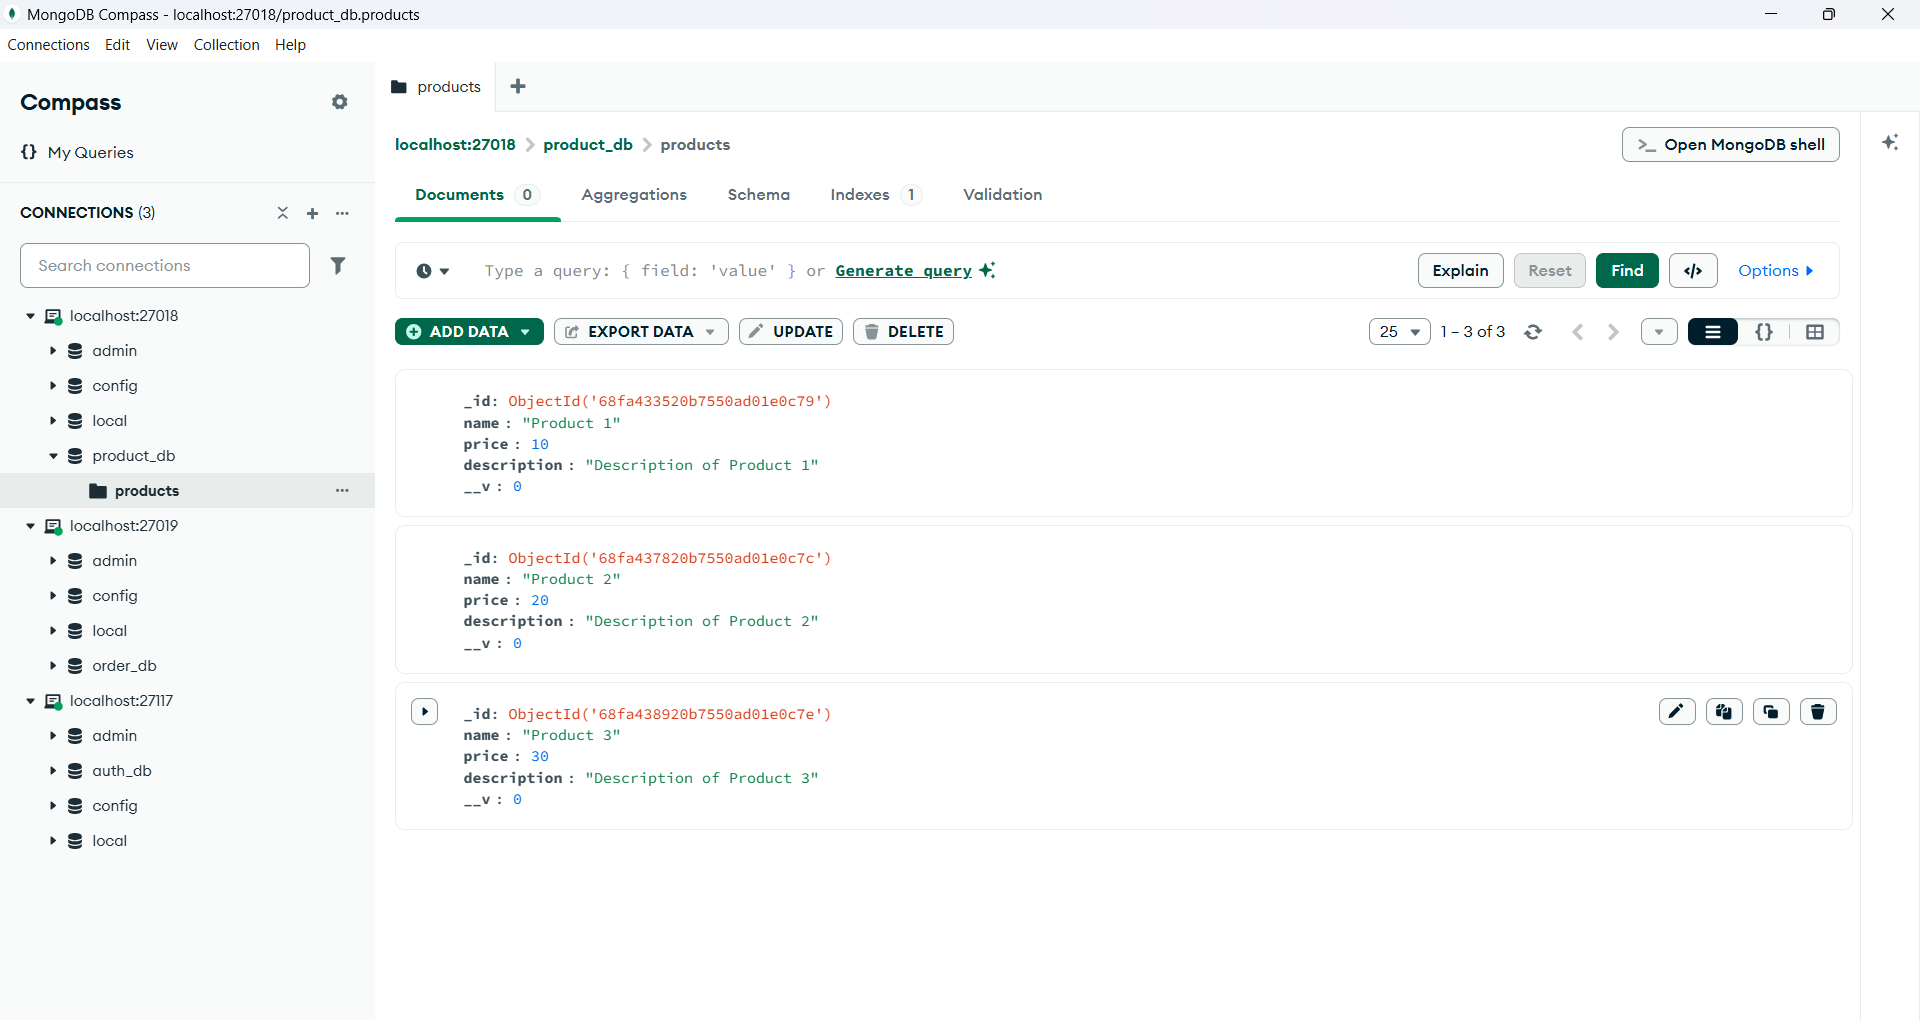 MongoDB Compass - localhost:27018/product_db.products
Connections Edit View Collection Help
Compass
{} My Queries
CONNECTIONS (3)
Search connections
localhost:27018
admin
config
local
product_db
products
localhost:27019
admin
config
local
order_db
localhost:27117
admin
auth_db
config
local
products
localhost:27018 > product_db > products
>_ Open MongoDB shell
Documents 0 Aggregations Schema Indexes 1 Validation
Type a query: { field: 'value' } or Generate query
Explain Reset Find </> Options
ADD DATA EXPORT DATA UPDATE DELETE
25 1 – 3 of 3 {}
_id: ObjectId('68fa433520b7550ad01e0c79')
name : "Product 1"
price : 10
description : "Description of Product 1"
__v : 0
_id: ObjectId('68fa437820b7550ad01e0c7c')
name : "Product 2"
price : 20
description : "Description of Product 2"
__v : 0
_id: ObjectId('68fa438920b7550ad01e0c7e')
name : "Product 3"
price : 30
description : "Description of Product 3"
__v : 0